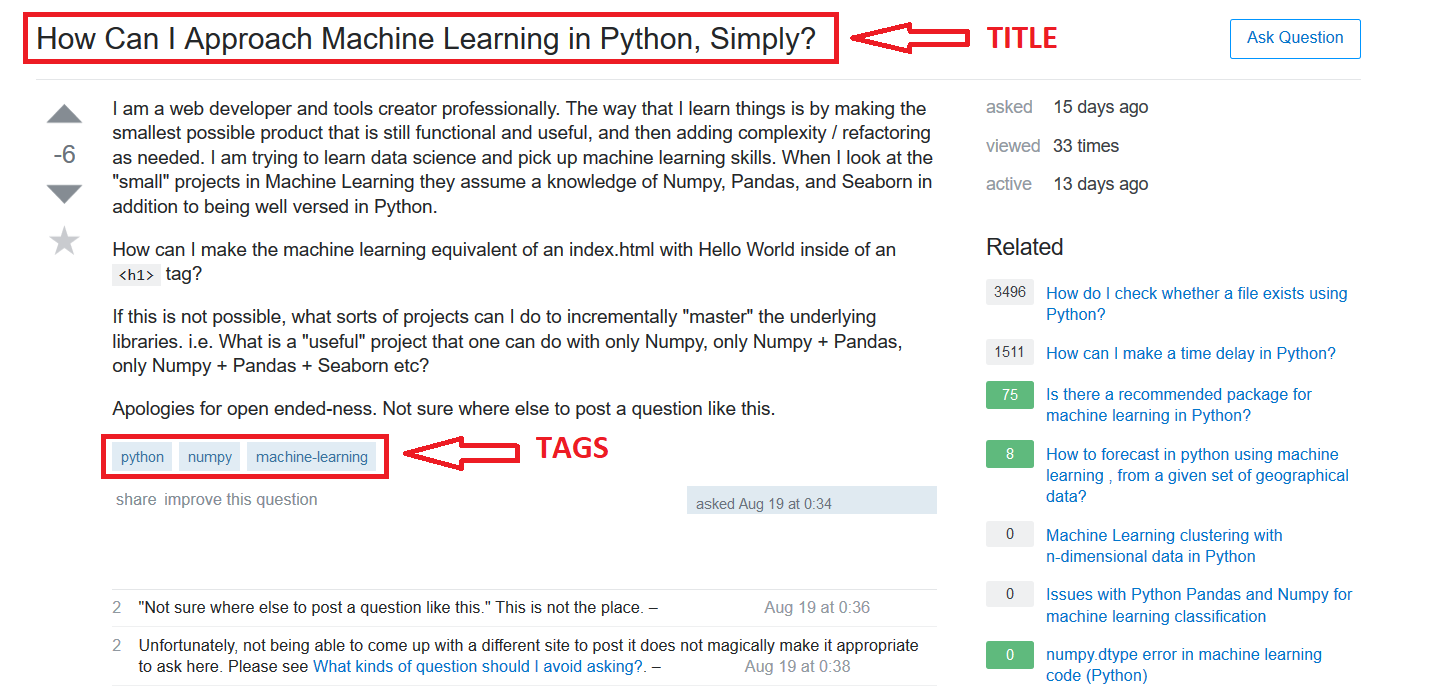 How Can I Approach Machine Learning in Python, Simply?
TITLE
Ask Question
I am a web developer and tools creator professionally. The way that I learn things is by making the
smallest possible product that is still functional and useful, and then adding complexity / refactoring
as needed. I am trying to learn data science and pick up machine learning skills. When I look at the
"small" projects in Machine Learning they assume a knowledge of Numpy, Pandas, and Seaborn in
addition to being well versed in Python.
-6
How can I make the machine learning equivalent of an index.html with Hello World inside of an
<h1> tag?
If this is not possible, what sorts of projects can I do to incrementally "master" the underlying
libraries. i.e. What is a "useful" project that one can do with only Numpy, only Numpy + Pandas,
only Numpy + Pandas + Seaborn etc?
Apologies for open ended-ness. Not sure where else to post a question like this.
python numpy machine-learning
TAGS
share improve this question
asked Aug 19 at 0:34
2 "Not sure where else to post a question like this." This is not the place. – Aug 19 at 0:36
2 Unfortunately, not being able to come up with a different site to post it does not magically make it appropriate
to ask here. Please see What kinds of question should I avoid asking?. – Aug 19 at 0:38
asked 15 days ago
viewed 33 times
active 13 days ago
Related
3496 How do I check whether a file exists using
Python?
1511 How can I make a time delay in Python?
75 Is there a recommended package for
machine learning in Python?
8 How to forecast in python using machine
learning , from a given set of geographical
data?
0 Machine Learning clustering with
n-dimensional data in Python
0 Issues with Python Pandas and Numpy for
machine learning classification
0 numpy.dtype error in machine learning
code (Python)